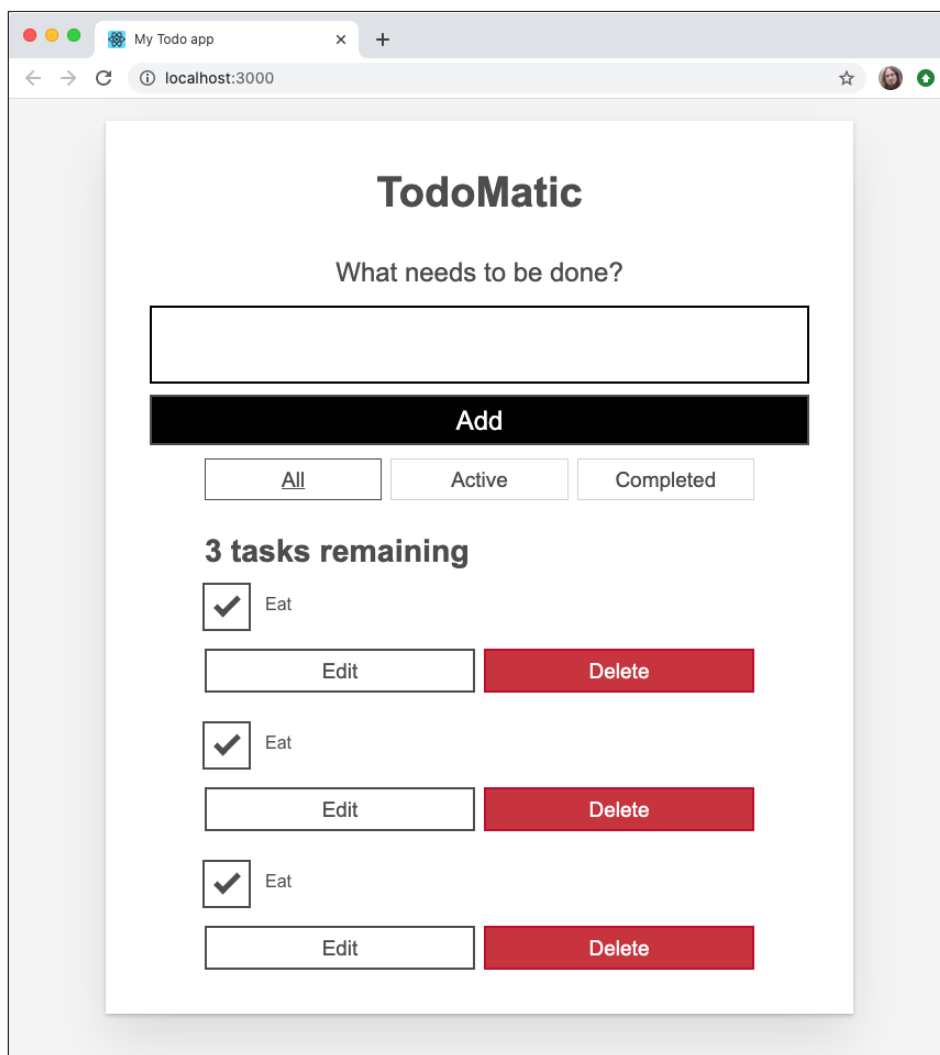 My Todo app
localhost:3000
TodoMatic
What needs to be done?
Add
All Active Completed
3 tasks remaining
Eat
Edit Delete
Eat
Edit Delete
Eat
Edit Delete